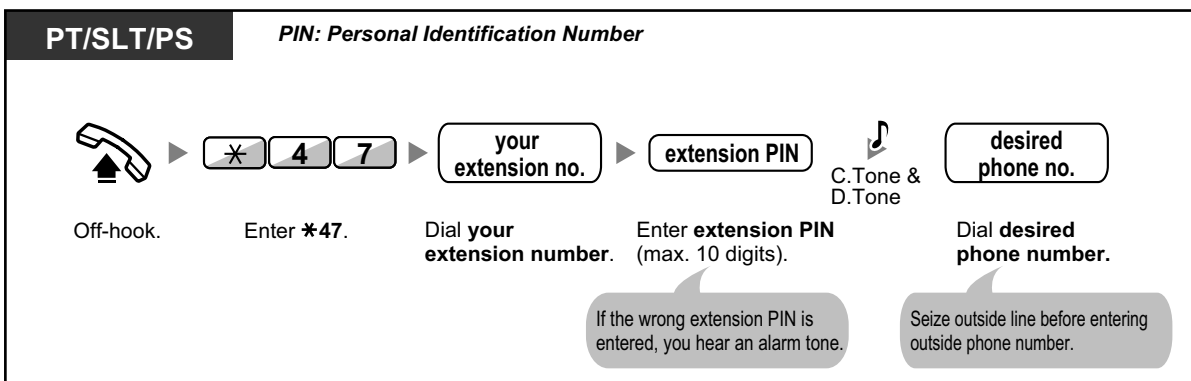 PT/SLT/PS
PIN: Personal Identification Number
✳ 4 7
your
extension no.
extension PIN
C.Tone &
D.Tone
desired
phone no.
Off-hook.
Enter ✳47.
Dial your
extension number.
Enter extension PIN
(max. 10 digits).
Dial desired
phone number.
If the wrong extension PIN is
entered, you hear an alarm tone.
Seize outside line before entering
outside phone number.